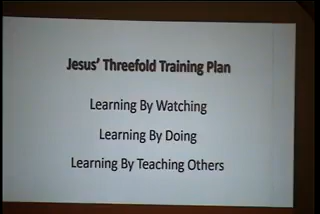 Jesus' Threefold Training Plan
Learning By Watching
Learning By Doing
Learning By Teaching Others